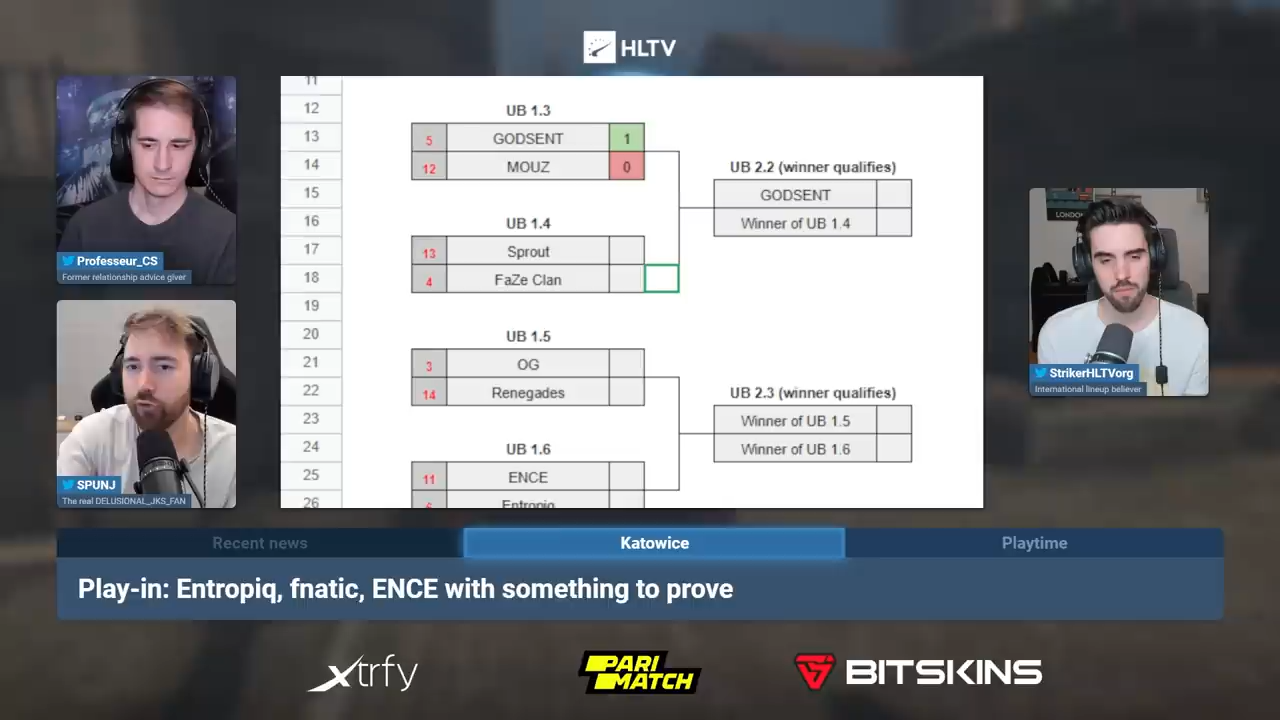 HLTV
LONDON
Professeur_CS
Former relationship advice giver
SPUNJ
The real DELUSIONAL_JKS_FAN
StrikerHLTVorg
International lineup believer
11
12
13
14
15
16
17
18
19
20
21
22
23
24
25
26
UB 1.3
5 GODSENT 1
12 MOUZ 0
UB 1.4
13 Sprout
4 FaZe Clan
UB 1.5
3 OG
14 Renegades
UB 1.6
11 ENCE
6 Entropiq
UB 2.2 (winner qualifies)
GODSENT
Winner of UB 1.4
UB 2.3 (winner qualifies)
Winner of UB 1.5
Winner of UB 1.6
Recent news
Katowice
Playtime
Play-in: Entropiq, fnatic, ENCE with something to prove
xtrfy
PARI
MATCH
BITSKINS